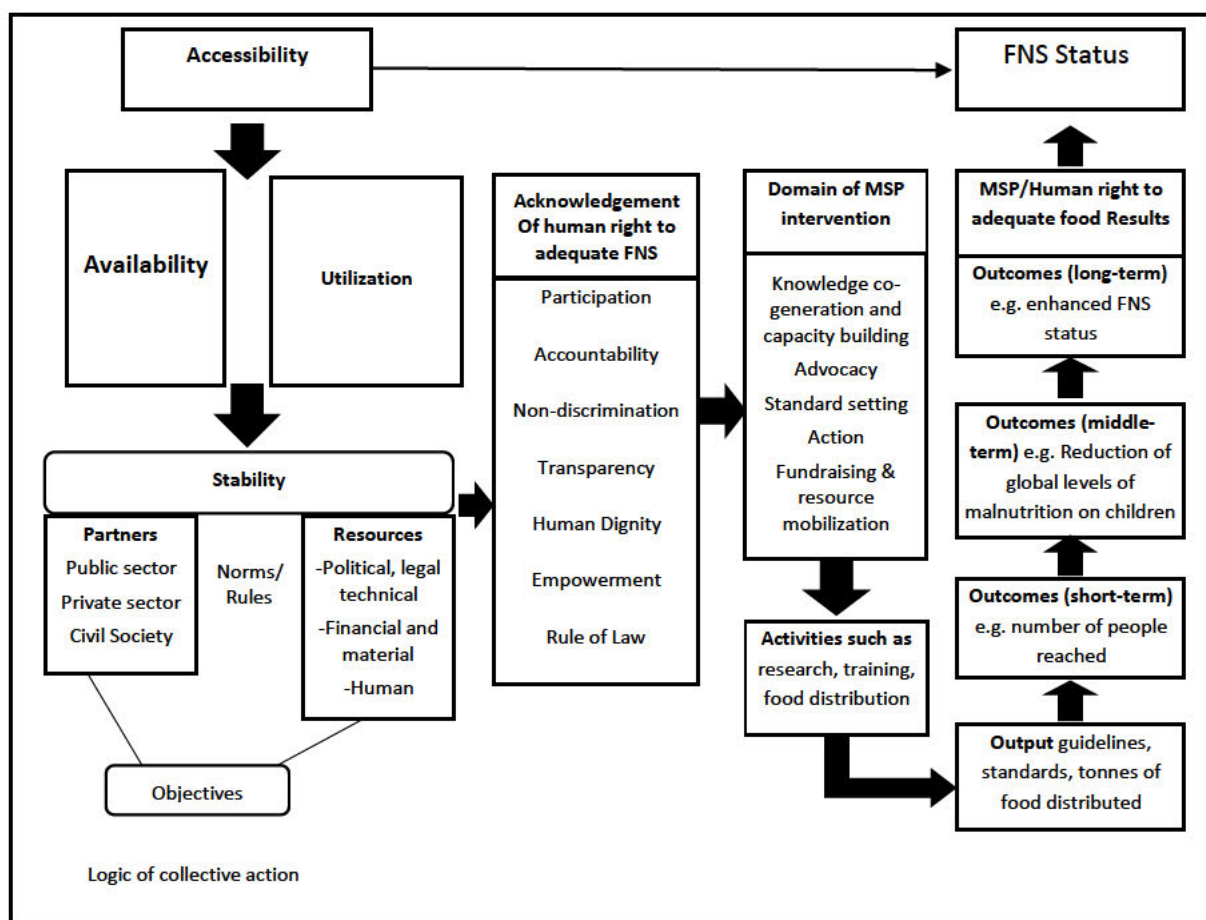 Accessibility
FNS Status
Availability
Utilization
Stability
Partners
Public sector
Private sector
Civil Society
Norms/
Rules
Resources
-Political, legal
technical
-Financial and
material
-Human
Objectives
Logic of collective action
Acknowledgement
Of human right to
adequate FNS
Participation
Accountability
Non-discrimination
Transparency
Human Dignity
Empowerment
Rule of Law
Domain of MSP
intervention
Knowledge co-
generation and
capacity building
Advocacy
Standard setting
Action
Fundraising &
resource
mobilization
Activities such as
research, training,
food distribution
MSP/Human right to
adequate food Results
Outcomes (long-term)
e.g. enhanced FNS
status
Outcomes (middle-
term) e.g. Reduction of
global levels of
malnutrition on children
Outcomes (short-term)
e.g. number of people
reached
Output guidelines,
standards, tonnes of
food distributed